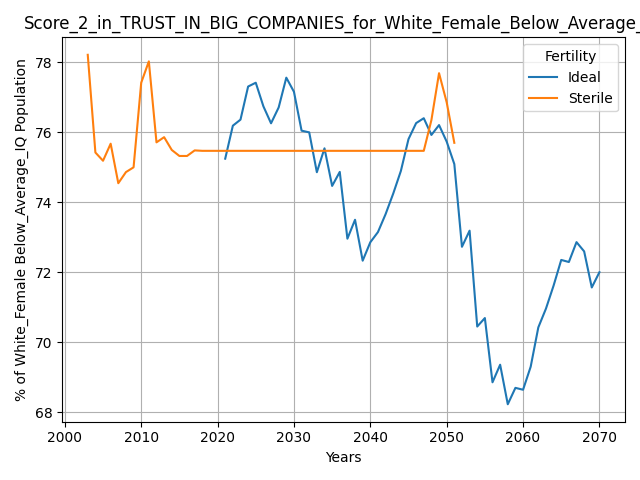 Score_2_in_TRUST_IN_BIG_COMPANIES_for_White_Female_Below_Average_
% of White_Female Below_Average_IQ Population
78
76
74
72
70
68
Fertility
Ideal
Sterile
2000 2010 2020 2030 2040 2050 2060 2070
Years